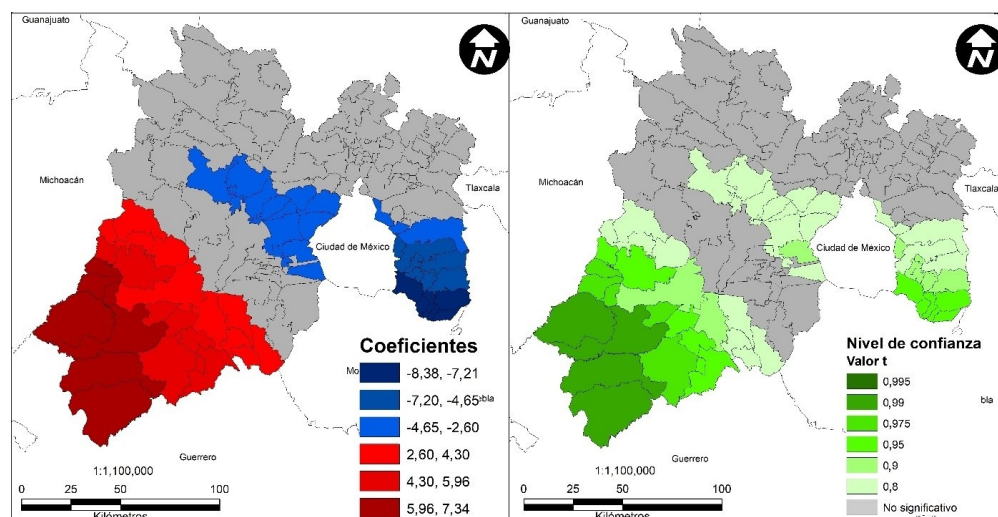 Guanajuato
N
Michoacán
Tlaxcala
Ciudad de México
Coeficientes
Mo
ebla
-8,38, -7,21
-7,20, -4,65
-4,65, -2,60
2,60, 4,30
4,30, 5,96
5,96, 7,34
Guerrero
1:1,100,000
0 25 50 100
Kilómetros
Guanajuato
N
Michoacán
Tlaxcala
Ciudad de México
Nivel de confianza
Valor t
0,995
0,99
0,975
0,95
0,9
0,8
No significativo
bla
Guerrero
1:1,100,000
0 25 50 100
Kilómetros